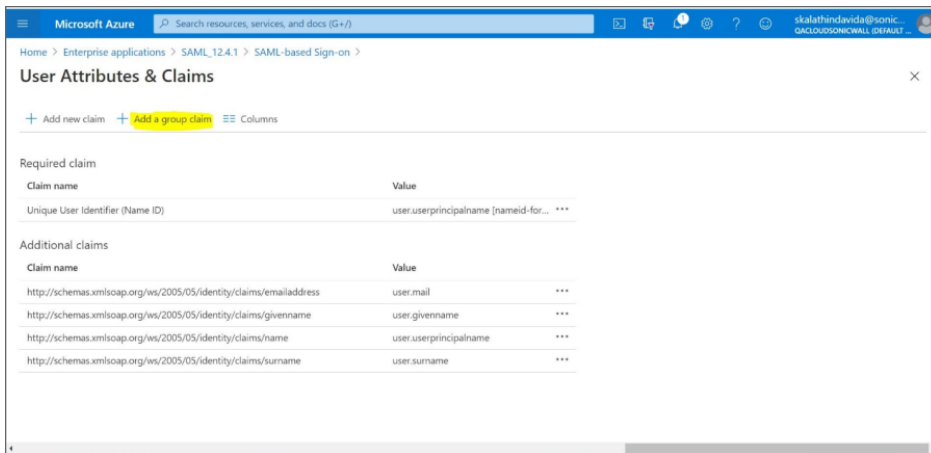 Microsoft Azure
Search resources, services, and docs (G+/)
1
skalathindavida@sonic...
QACLOUDSONICWALL (DEFAULT ...
Home > Enterprise applications > SAML_12.4.1 > SAML-based Sign-on >
User Attributes & Claims
Add new claim Add a group claim Columns
Required claim
Claim name Value
Unique User Identifier (Name ID) user.userprincipalname [nameid-for... ***
Additional claims
Claim name Value
http://schemas.xmlsoap.org/ws/2005/05/identity/claims/emailaddress user.mail ***
http://schemas.xmlsoap.org/ws/2005/05/identity/claims/givenname user.givenname ***
http://schemas.xmlsoap.org/ws/2005/05/identity/claims/name user.userprincipalname ***
http://schemas.xmlsoap.org/ws/2005/05/identity/claims/surname user.surname ***